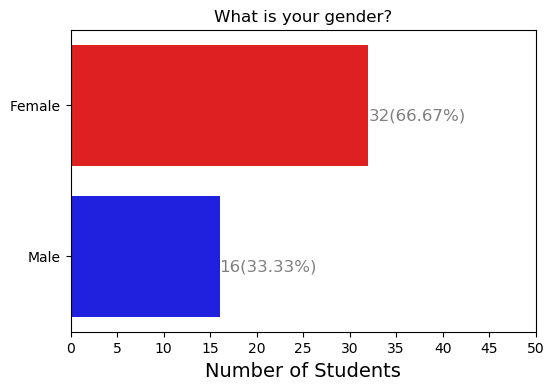 What is your gender?
Female
32(66.67%)
Male
16(33.33%)
0 5 10 15 20 25 30 35 40 45 50
Number of Students